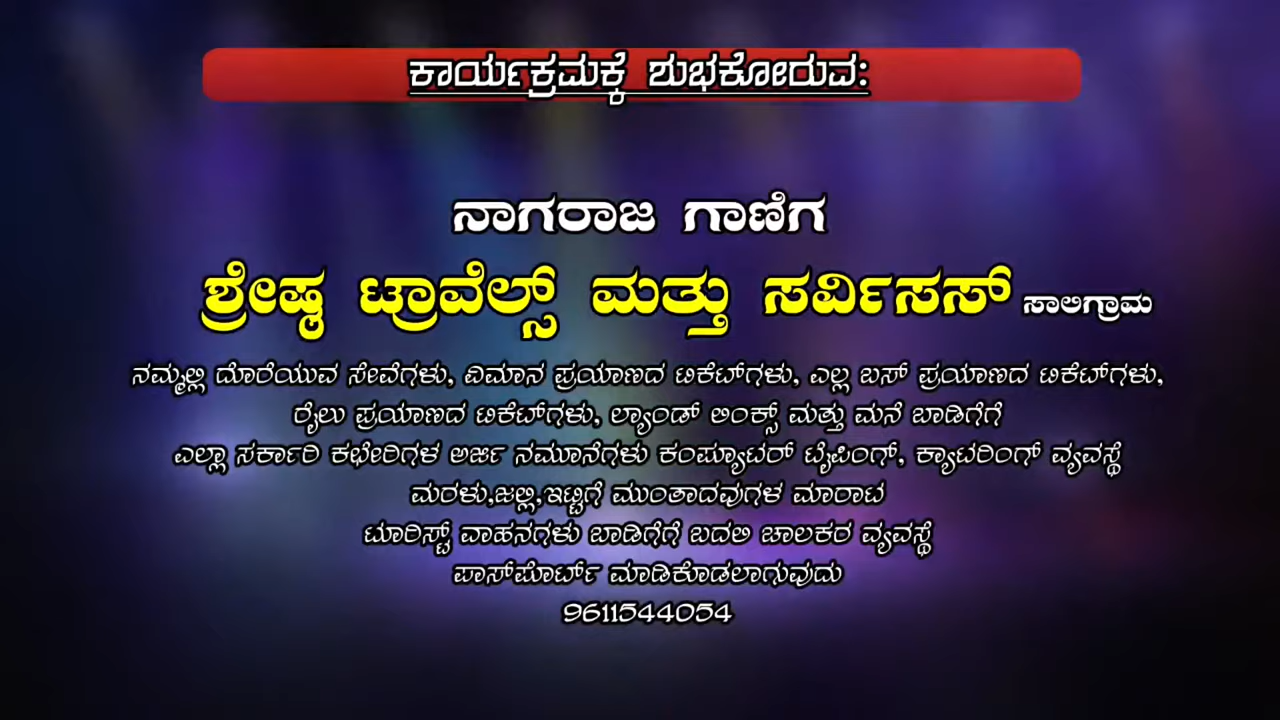 ಕಾರ್ಯಕ್ರಮಕ್ಕೆ ಶುಭಕೋರುವ:
ನಾಗರಾಜ ಗಾಣಿಗ
ಶ್ರೇಷ್ಠ ಟ್ರಾವೆಲ್ಸ್ ಮತ್ತು ಸರ್ವಿಸಸ್ ಸಾಲಿಗ್ರಾಮ
ನಮ್ಮಲ್ಲಿ ದೊರೆಯುವ ಸೇವೆಗಳು, ವಿಮಾನ ಪ್ರಯಾಣದ ಟಿಕೆಟ್‌ಗಳು, ಎಲ್ಲ ಬಸ್ ಪ್ರಯಾಣದ ಟಿಕೆಟ್‌ಗಳು,
ರೈಲು ಪ್ರಯಾಣದ ಟಿಕೆಟ್‌ಗಳು, ಲ್ಯಾಂಡ್ ಲಿಂಕ್ಸ್ ಮತ್ತು ಮನೆ ಬಾಡಿಗೆಗೆ
ಎಲ್ಲಾ ಸರ್ಕಾರಿ ಕಛೇರಿಗಳ ಅರ್ಜಿ ನಮೂನೆಗಳು ಕಂಪ್ಯೂಟರ್ ಟೈಪಿಂಗ್, ಕ್ಯಾಟರಿಂಗ್ ವ್ಯವಸ್ಥೆ
ಮರಳು,ಜಲ್ಲಿ,ಇಟ್ಟಿಗೆ ಮುಂತಾದವುಗಳ ಮಾರಾಟ
ಟೂರಿಸ್ಟ್ ವಾಹನಗಳು ಬಾಡಿಗೆಗೆ ಬದಲಿ ಚಾಲಕರ ವ್ಯವಸ್ಥೆ
ಪಾಸ್‌ಪೋರ್ಟ್ ಮಾಡಿಕೊಡಲಾಗುವುದು
9611544054